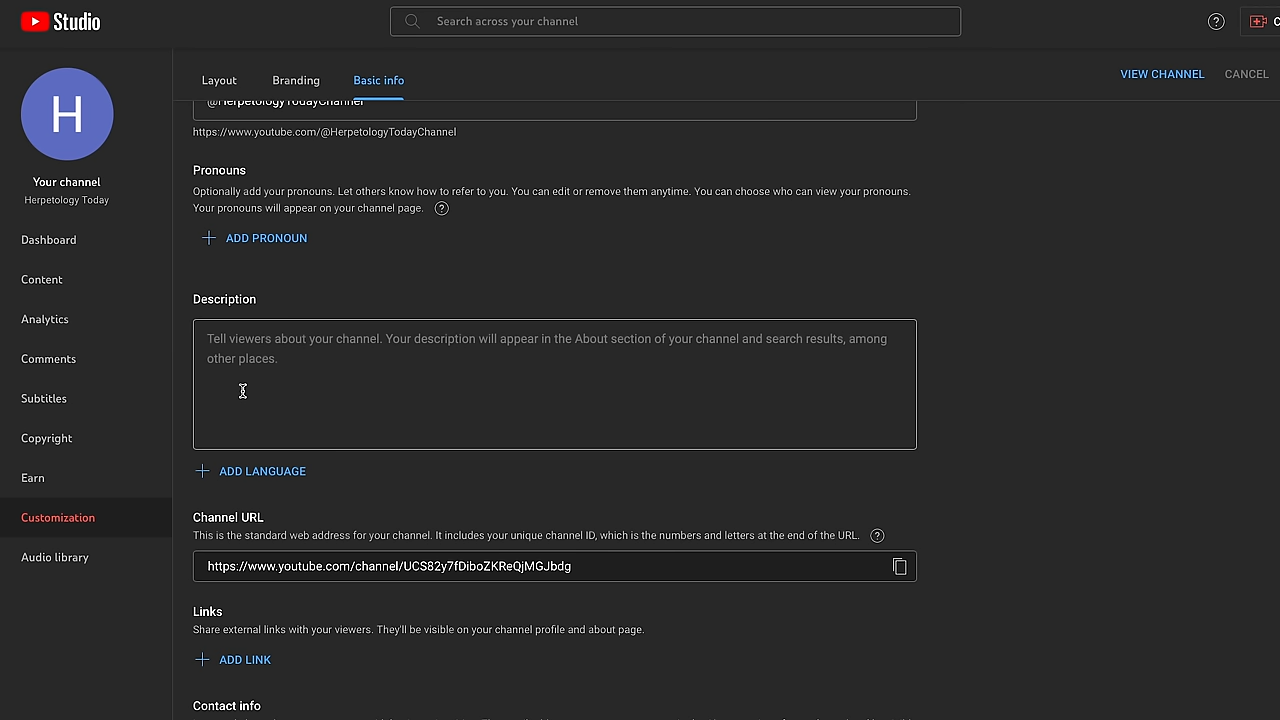 Studio
Search across your channel
H
Your channel
Herpetology Today
Dashboard
Content
Analytics
Comments
Subtitles
Copyright
Earn
Customization
Audio library
Layout
Branding
Basic info
VIEW CHANNEL
CANCEL
@HerpetologyTodayChannel
https://www.youtube.com/@HerpetologyTodayChannel
Pronouns
Optionally add your pronouns. Let others know how to refer to you. You can edit or remove them anytime. You can choose who can view your pronouns.
Your pronouns will appear on your channel page.
ADD PRONOUN
Description
Tell viewers about your channel. Your description will appear in the About section of your channel and search results, among
other places.
ADD LANGUAGE
Channel URL
This is the standard web address for your channel. It includes your unique channel ID, which is the numbers and letters at the end of the URL.
https://www.youtube.com/channel/UCS82y7fDiboZKReQjMGJbdg
Links
Share external links with your viewers. They'll be visible on your channel profile and about page.
ADD LINK
Contact info